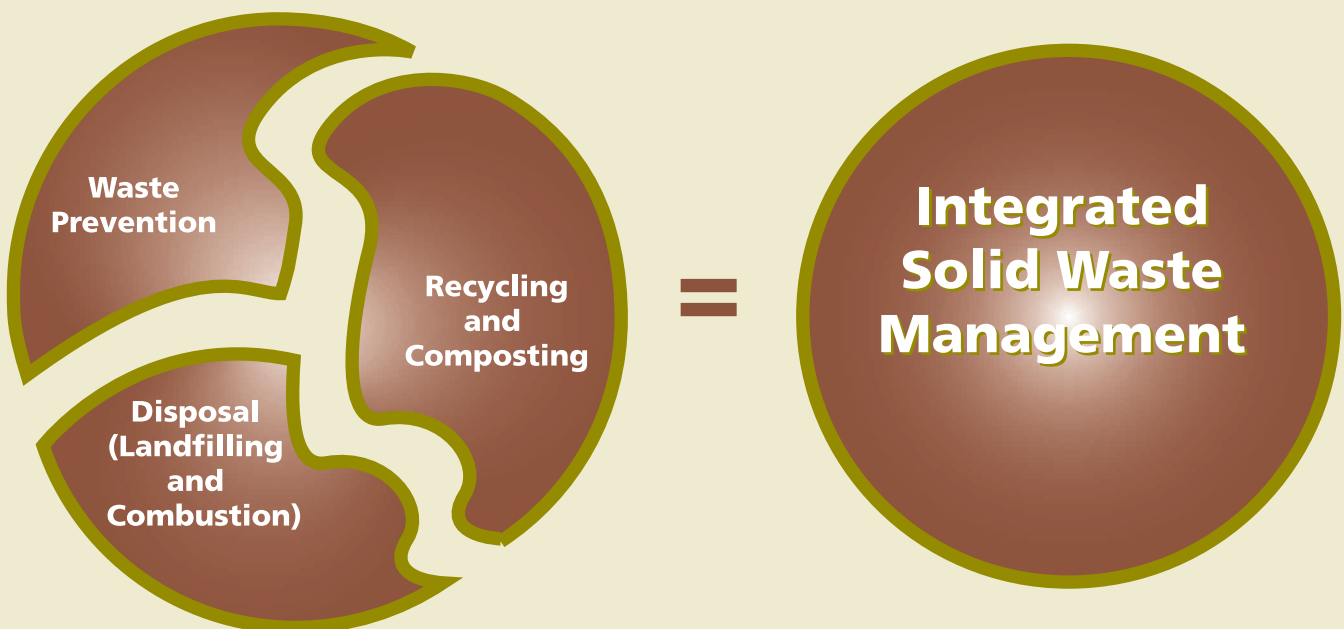 Waste
Prevention
Recycling
and
Composting
Disposal
(Landfilling
and
Combustion)
=
Integrated
Solid Waste
Management